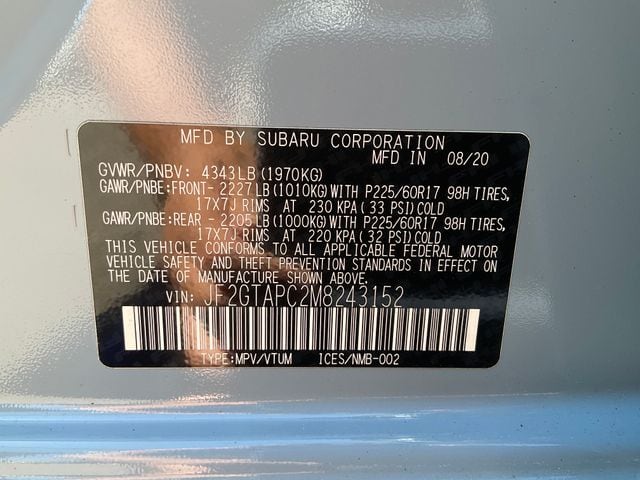 MFD BY SUBARU CORPORATION
MFD IN 08/20
GVWR/PNBV: 4343LB(1970KG)
GAWR/PNBE:FRONT- 2227LB(1010KG)WITH P225/60R17 98H TIRES,
17X7J RIMS AT 230 KPA(33 PSI)COLD
GAWR/PNBE:REAR - 2205LB(1000KG)WITH P225/60R17 98H TIRES,
17X7J RIMS AT 220 KPA(32 PSI)COLD
THIS VEHICLE CONFORMS TO ALL APPLICABLE FEDERAL MOTOR
VEHICLE SAFETY AND THEFT PREVENTION STANDARDS IN EFFECT ON
THE DATE OF MANUFACTURE SHOWN ABOVE.
VIN: JF2GTAPC2M8243152
TYPE:MPV/VTUM ICES/NMB-002